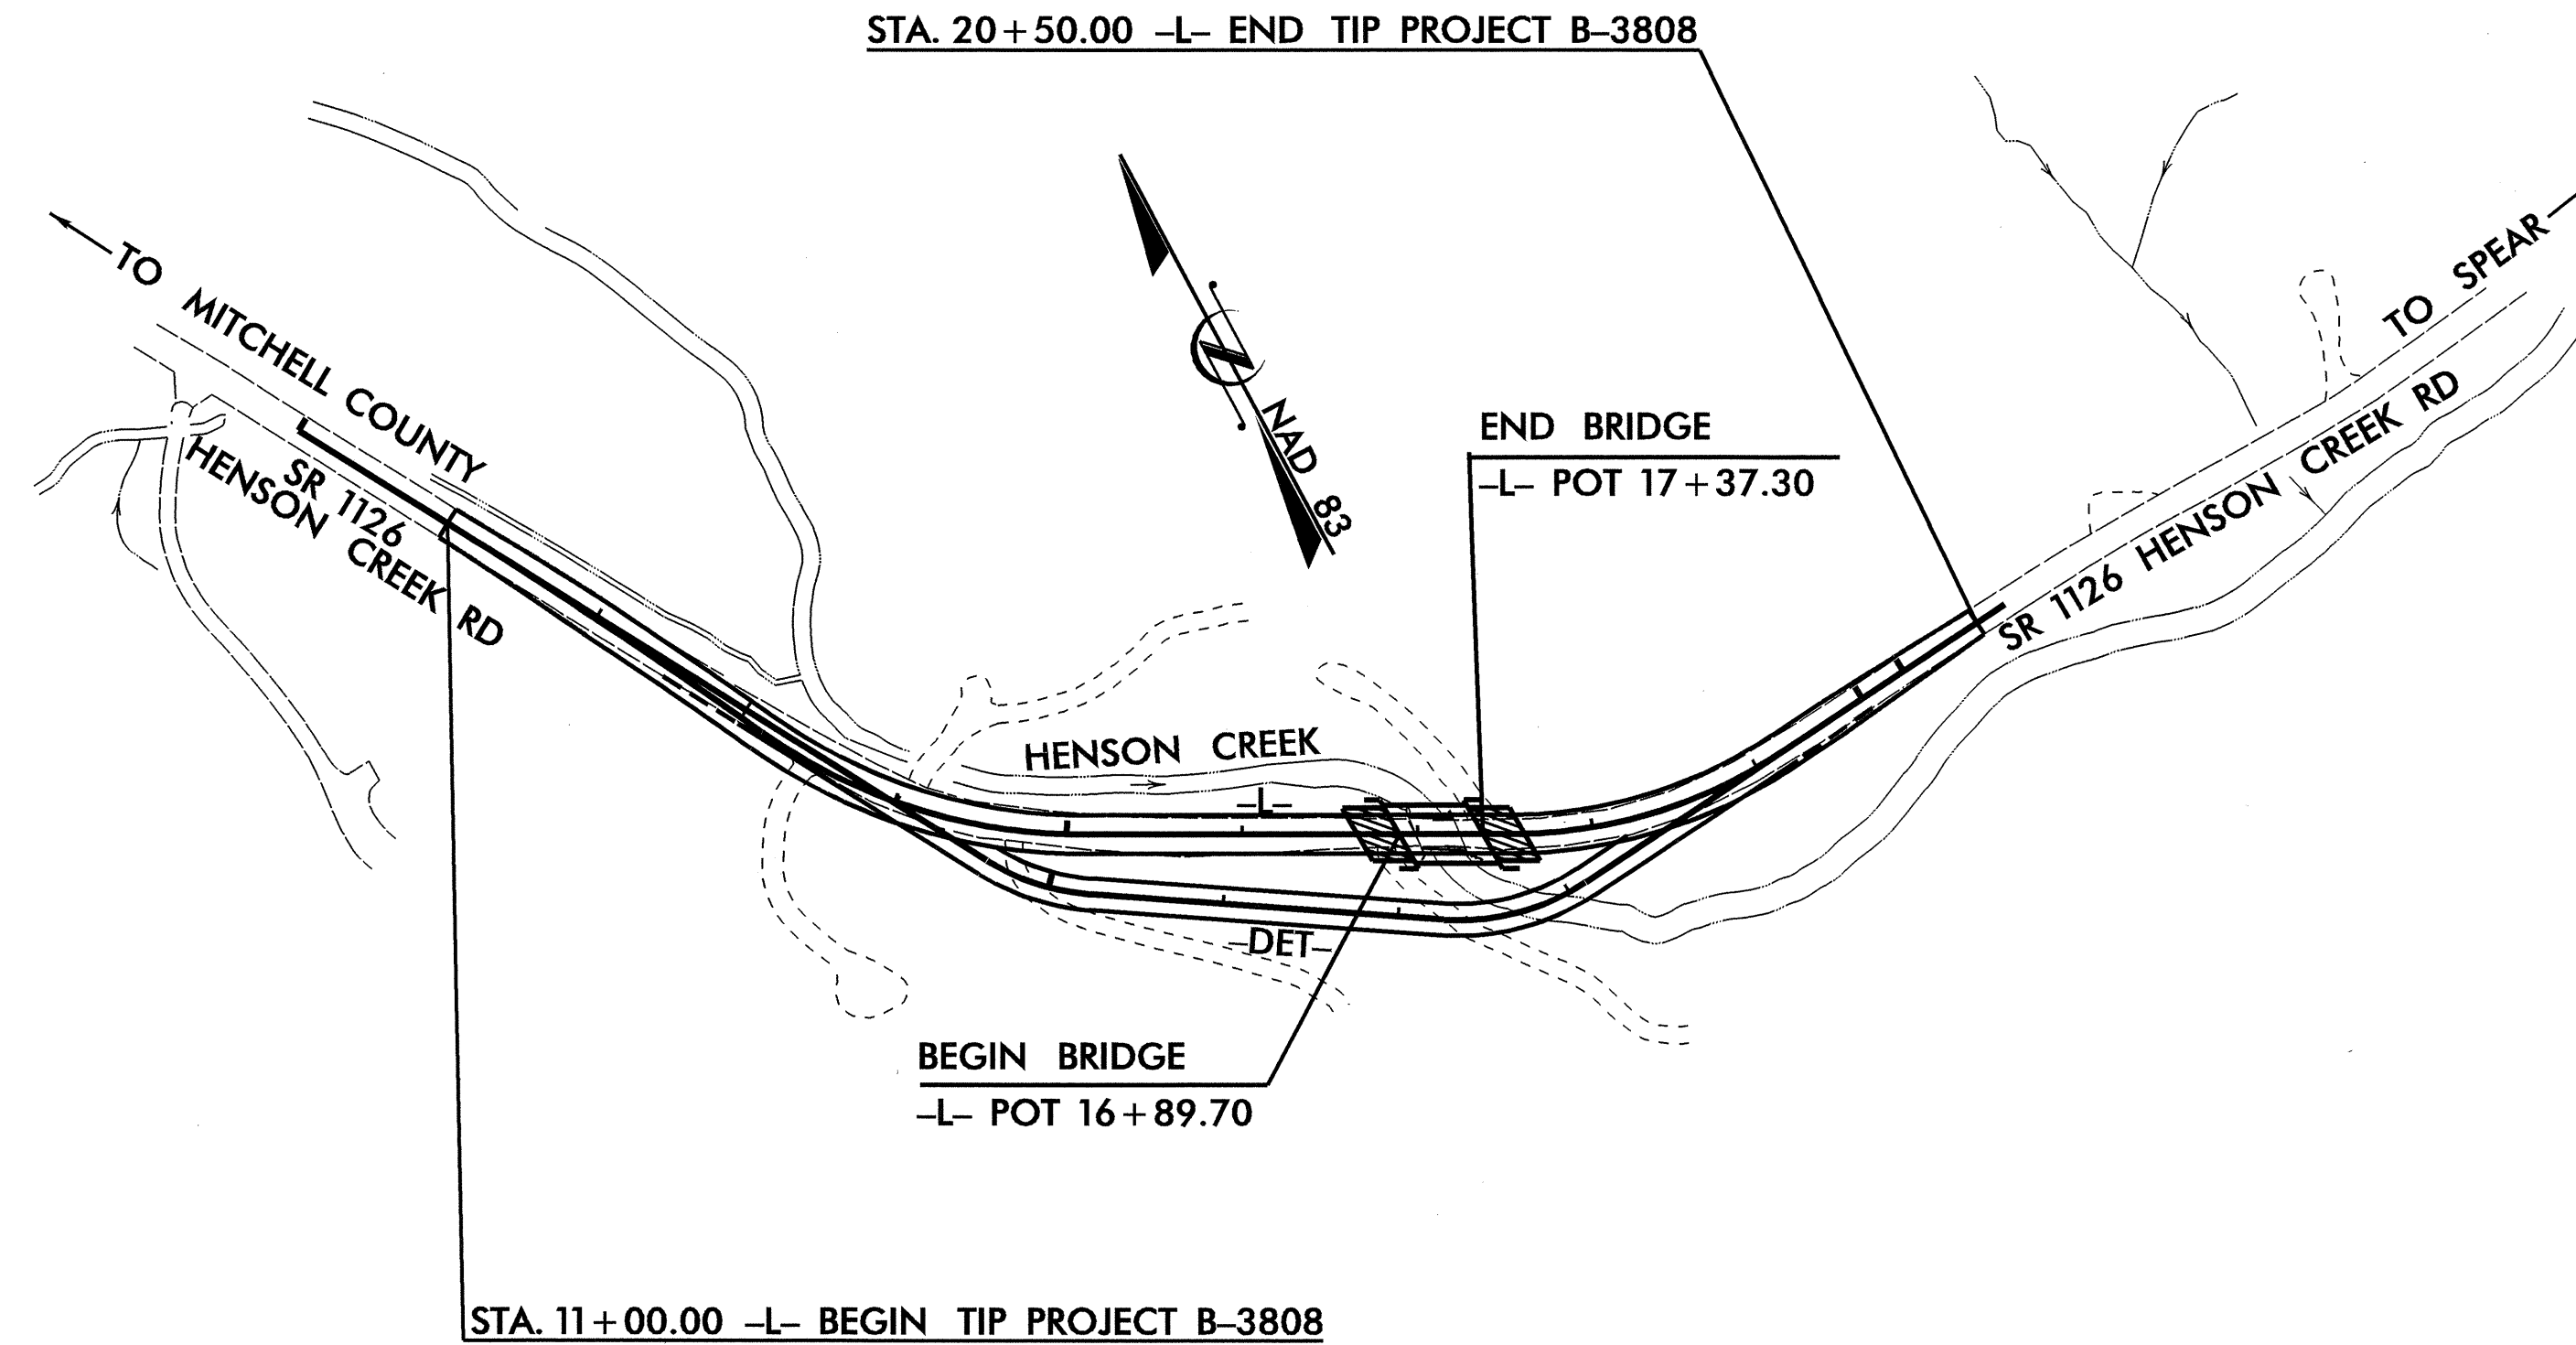 STA. 20+50.00 –L– END TIP PROJECT B–3808
TO MITCHELL COUNTY
SR 1126
HENSON CREEK RD
N
NAD 83
END BRIDGE
–L– POT 17+37.30
TO SPEAR
SR 1126 HENSON CREEK RD
HENSON CREEK
–L–
–DET–
BEGIN BRIDGE
–L– POT 16+89.70
STA. 11+00.00 –L– BEGIN TIP PROJECT B–3808